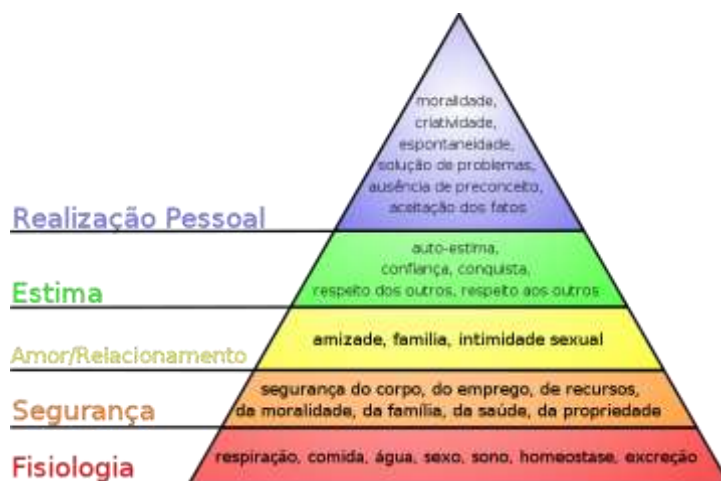 moralidade,
criatividade,
espontaneidade,
solução de problemas,
ausência de preconceito,
aceitação dos fatos
Realização Pessoal
auto-estima,
confiança, conquista,
respeito dos outros, respeito aos outros
Estima
amizade, família, intimidade sexual
Amor/Relacionamento
segurança do corpo, do emprego, de recursos,
da moralidade, da família, da saúde, da propriedade
Segurança
respiração, comida, água, sexo, sono, homeostase, excreção
Fisiologia